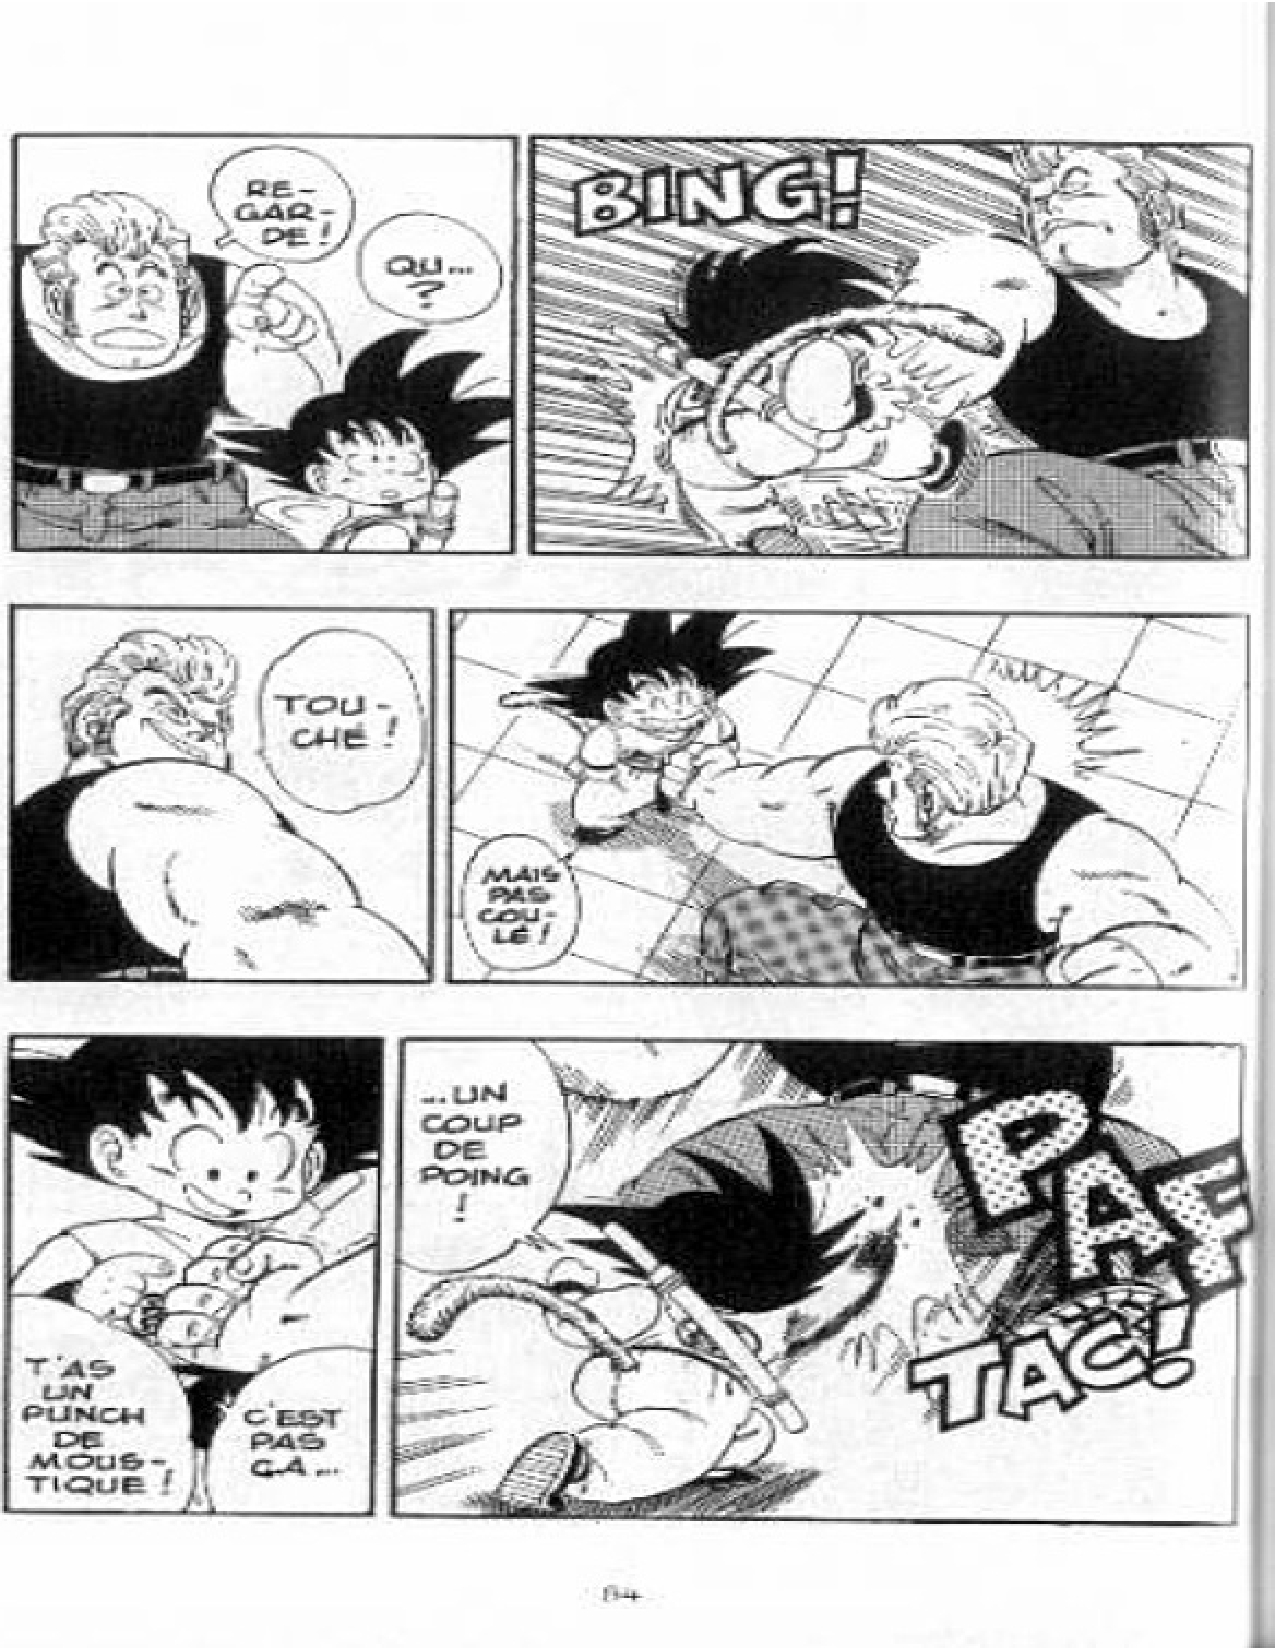 RE-
GAR-
DE!
QU...
?
BING!
TOU-
CHÉ!
MAIS
PAS
COU-
LÉ!
T'AS
UN
PUNCH
DE
MOUS-
TIQUE!
C'EST
PAS
ÇA...
...UN
COUP
DE
POING
!
PAF
TAC!
84